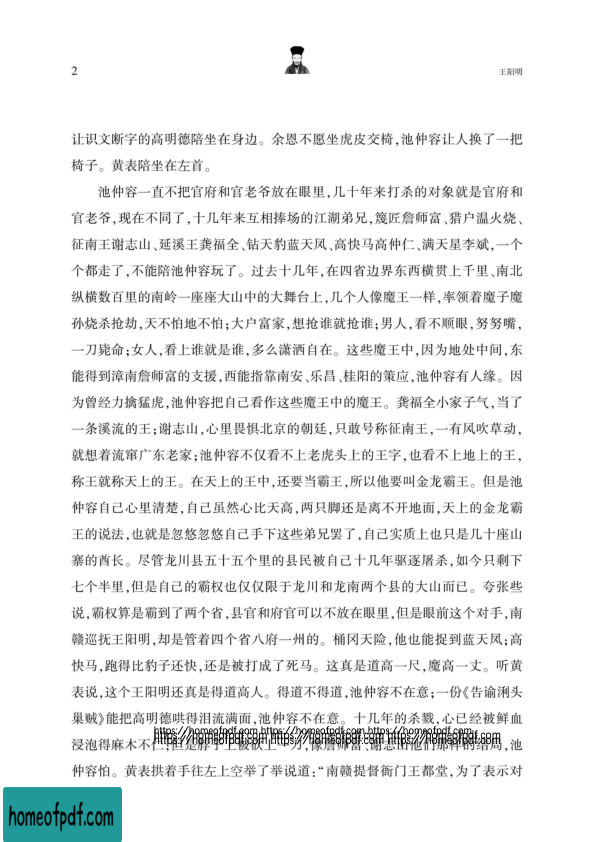 2
王阳明
让识文断字的高明德陪坐在身边。余恩不愿坐虎皮交椅,池仲容让人换了一把
椅子。黄表陪坐在左首。
池仲容一直不把官府和官老爷放在眼里,几十年来打杀的对象就是官府和
官老爷,现在不同了,十几年来互相捧场的江湖弟兄,篾匠詹师富、猎户温火烧、
征南王谢志山、延溪王龚福全、钻天豹蓝天凤、高快马高仲仁、满天星李斌,一个
个都走了,不能陪池仲容玩了。过去十几年,在四省边界东西横贯上千里、南北
纵横数百里的南岭一座座大山中的大舞台上,几个人像魔王一样,率领着魔子魔
孙烧杀抢劫,天不怕地不怕;大户富家,想抢谁就抢谁;男人,看不顺眼,努努嘴,
一刀毙命;女人,看上谁就是谁,多么潇洒自在。这些魔王中,因为地处中间,东
能得到漳南詹师富的支援,西能指靠南安、乐昌、桂阳的策应,池仲容有人缘。因
为曾经力擒猛虎,池仲容把自己看作这些魔王中的魔王。龚福全小家子气,当了
一条溪流的王;谢志山,心里畏惧北京的朝廷,只敢号称征南王,一有风吹草动,
就想着流窜广东老家;池仲容不仅看不上老虎头上的王字,也看不上地上的王,
称王就称天上的王。在天上的王中,还要当霸王,所以他要叫金龙霸王。但是池
仲容自己心里清楚,自己虽然心比天高,两只脚还是离不开地面,天上的金龙霸
王的说法,也就是忽悠忽悠自己手下这些弟兄罢了,自己实质上也只是几十座山
寨的酋长。尽管龙川县五十五个里的县民被自己十几年驱逐屠杀,如今只剩下
七个半里,但是自己的霸权也仅仅限于龙川和龙南两个县的大山而已。夸张些
说,霸权算是霸到了两个省,县官和府官可以不放在眼里,但是眼前这个对手,南
赣巡抚王阳明,却是管着四个省八府一州的。桶冈天险,他也能捉到蓝天凤;高
快马,跑得比豹子还快,还是被打成了死马。这真是道高一尺,魔高一丈。听黄
表说,这个王阳明还真是得道高人。得道不得道,池仲容不在意;一份《告谕浰头
巢贼》能把高明德哄得泪流满面,池仲容不在意。十几年的杀戮,心已经被鲜血
浸泡得麻木不仁,但是脖子上被砍上一刀,像詹师富、谢志山他们那样的结局,池
https://homeofpdf.com https://homeofpdf.com https://homeofpdf.com
仲容怕。黄表拱着手往左上空举了举说道:“南赣提督衙门王都堂,为了表示对
homeofpdf.com